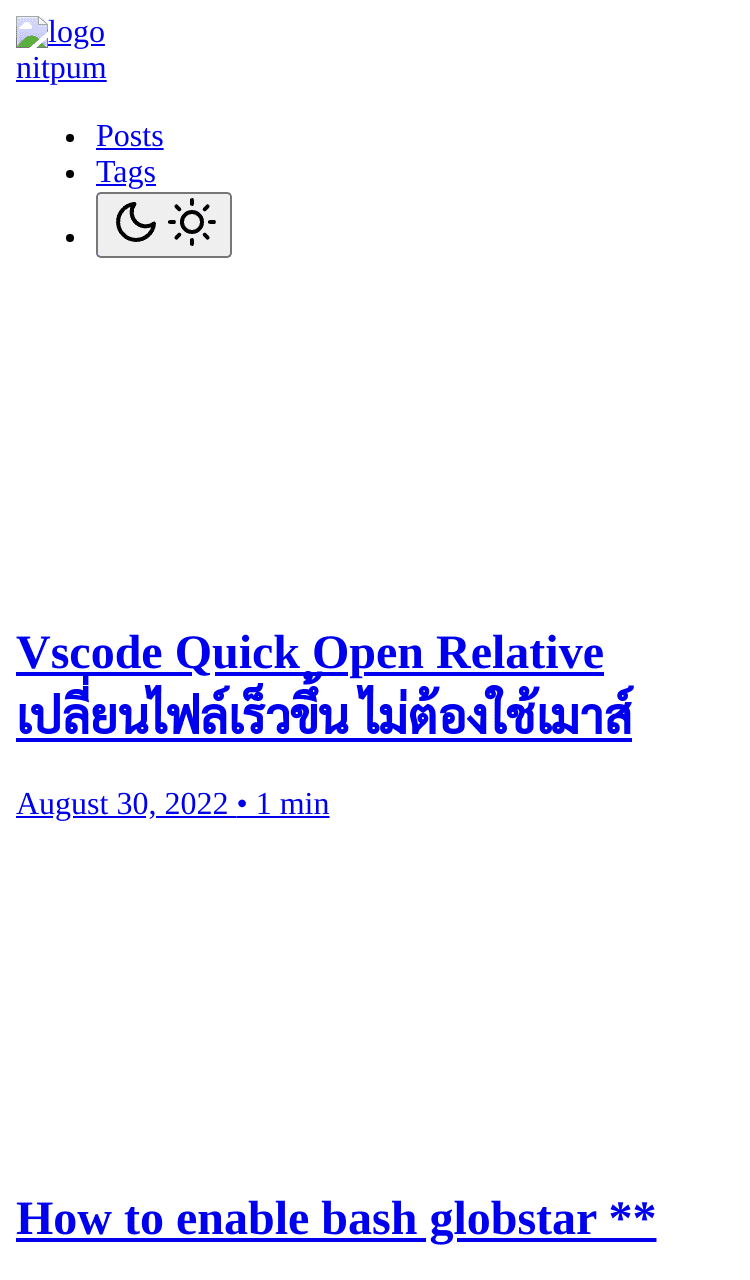 logo
nitpum
Posts
Tags
Vscode Quick Open Relative
เปลี่ยนไฟล์เร็วขึ้น ไม่ต้องใช้เมาส์
August 30, 2022 • 1 min
How to enable bash globstar **